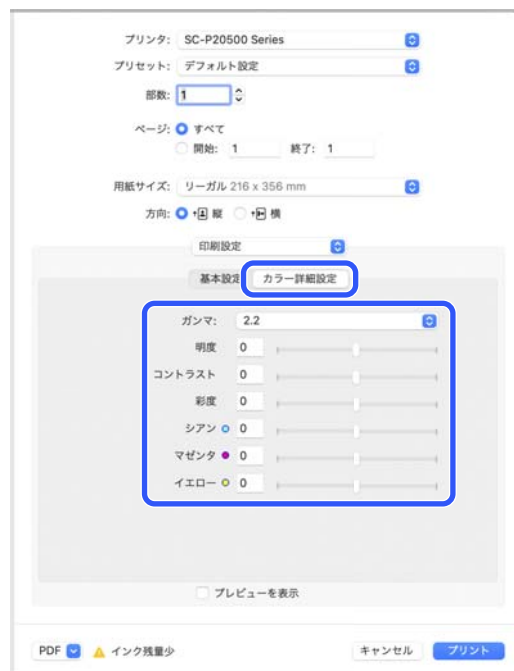 プリンタ: SC-P20500 Series
プリセット: デフォルト設定
部数: 1
ページ: すべて
開始: 1 終了: 1
用紙サイズ: リーガル 216 x 356 mm
方向: 縦 横
印刷設定
基本設定 カラー詳細設定
ガンマ: 2.2
明度 0
コントラスト 0
彩度 0
シアン 0
マゼンタ 0
イエロー 0
プレビューを表示
PDF インク残量少 キャンセル プリント